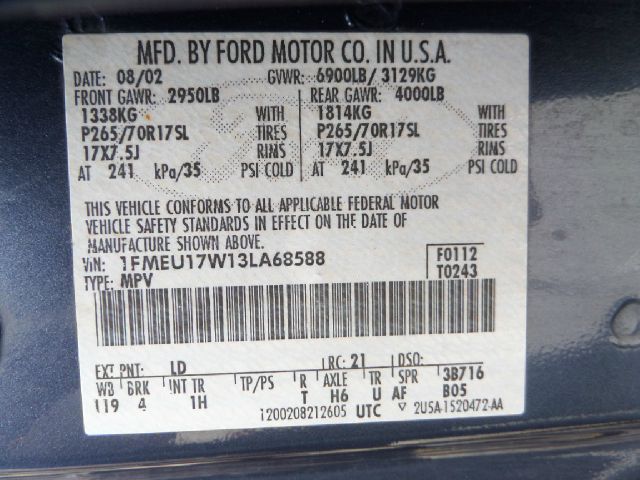 MFD. BY FORD MOTOR CO. IN U.S.A.
DATE: 08/02 GVWR: 6900LB/ 3129KG
FRONT GAWR: 2950LB REAR GAWR: 4000LB
1338KG WITH 1814KG WITH
P265/70R17SL TIRES P265/70R17SL TIRES
17X7.5J RIMS 17X7.5J RIMS
AT 241 kPa/35 PSI COLD AT 241 kPa/35 PSI COLD
THIS VEHICLE CONFORMS TO ALL APPLICABLE FEDERAL MOTOR
VEHICLE SAFETY STANDARDS IN EFFECT ON THE DATE OF
MANUFACTURE SHOWN ABOVE.
VIN: 1FMEU17W13LA68588 F0112
TYPE: MPV T0243
EXT PNT: LD RC: 21 DSO:
WB BRK INT TR TP/PS R AXLE TR SPR 3B716
119 4 1H T H6 U AF B05
1200208212605 UTC ▽ 2U5A-1520472-AA